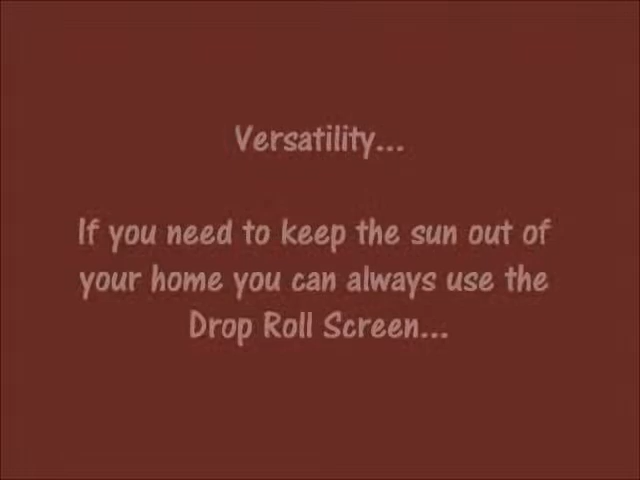 Versatility...
If you need to keep the sun out of
your home you can always use the
Drop Roll Screen...